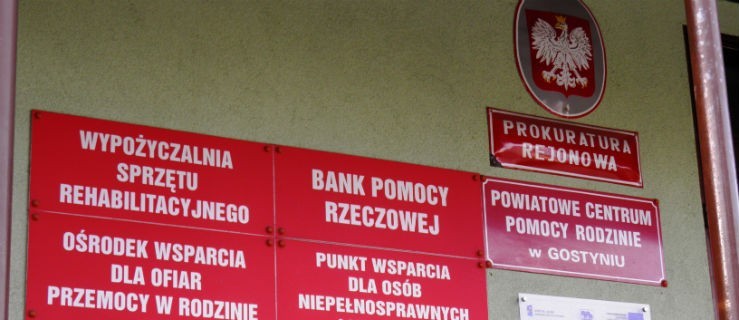 WYPOŻYCZALNIA
SPRZĘTU
REHABILITACYJNEGO
BANK POMOCY
RZECZOWEJ
PROKURATURA
REJONOWA
POWIATOWE CENTRUM
POMOCY RODZINIE
w GOSTYNIU
OŚRODEK WSPARCIA
DLA OFIAR
PRZEMOCY W RODZINIE
PUNKT WSPARCIA
DLA OSÓB
NIEPEŁNOSPRAWNYCH